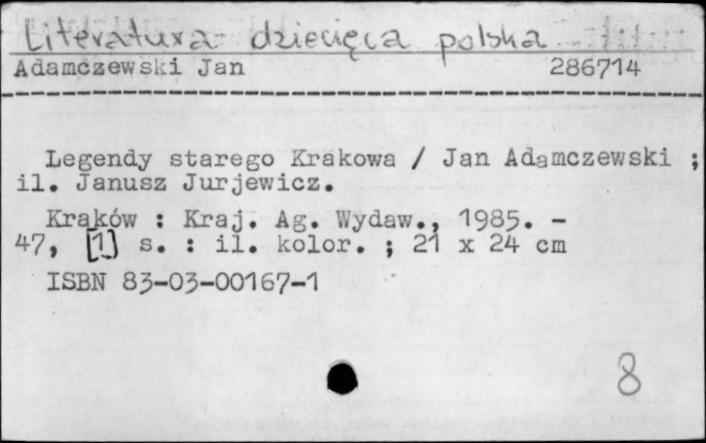 Literatura dziecięca polska
Adamczewski Jan 286714
Legendy starego Krakowa / Jan Adamczewski ;
il. Janusz Jurjewicz.
Kraków : Kraj. Ag. Wydaw., 1985. -
47, [1] s. : il. kolor. ; 21 x 24 cm
ISBN 83-03-00167-1
8